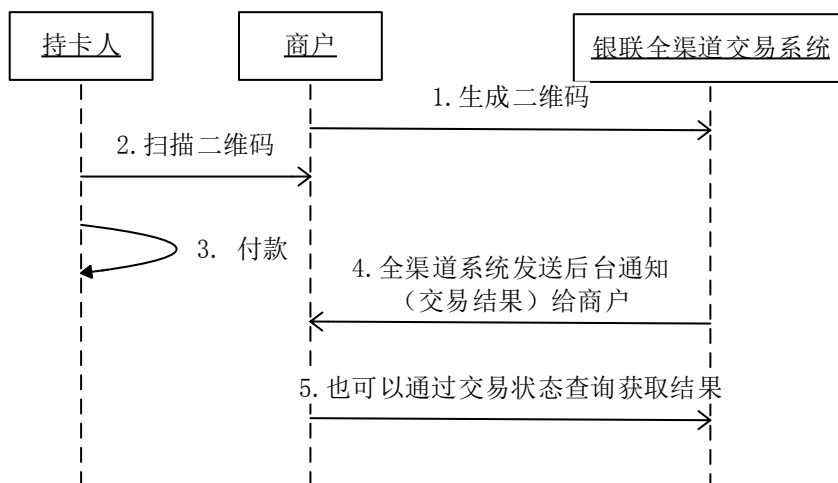 持卡人
商户
银联全渠道交易系统
1.生成二维码
2.扫描二维码
3. 付款
4.全渠道系统发送后台通知
（交易结果）给商户
5.也可以通过交易状态查询获取结果